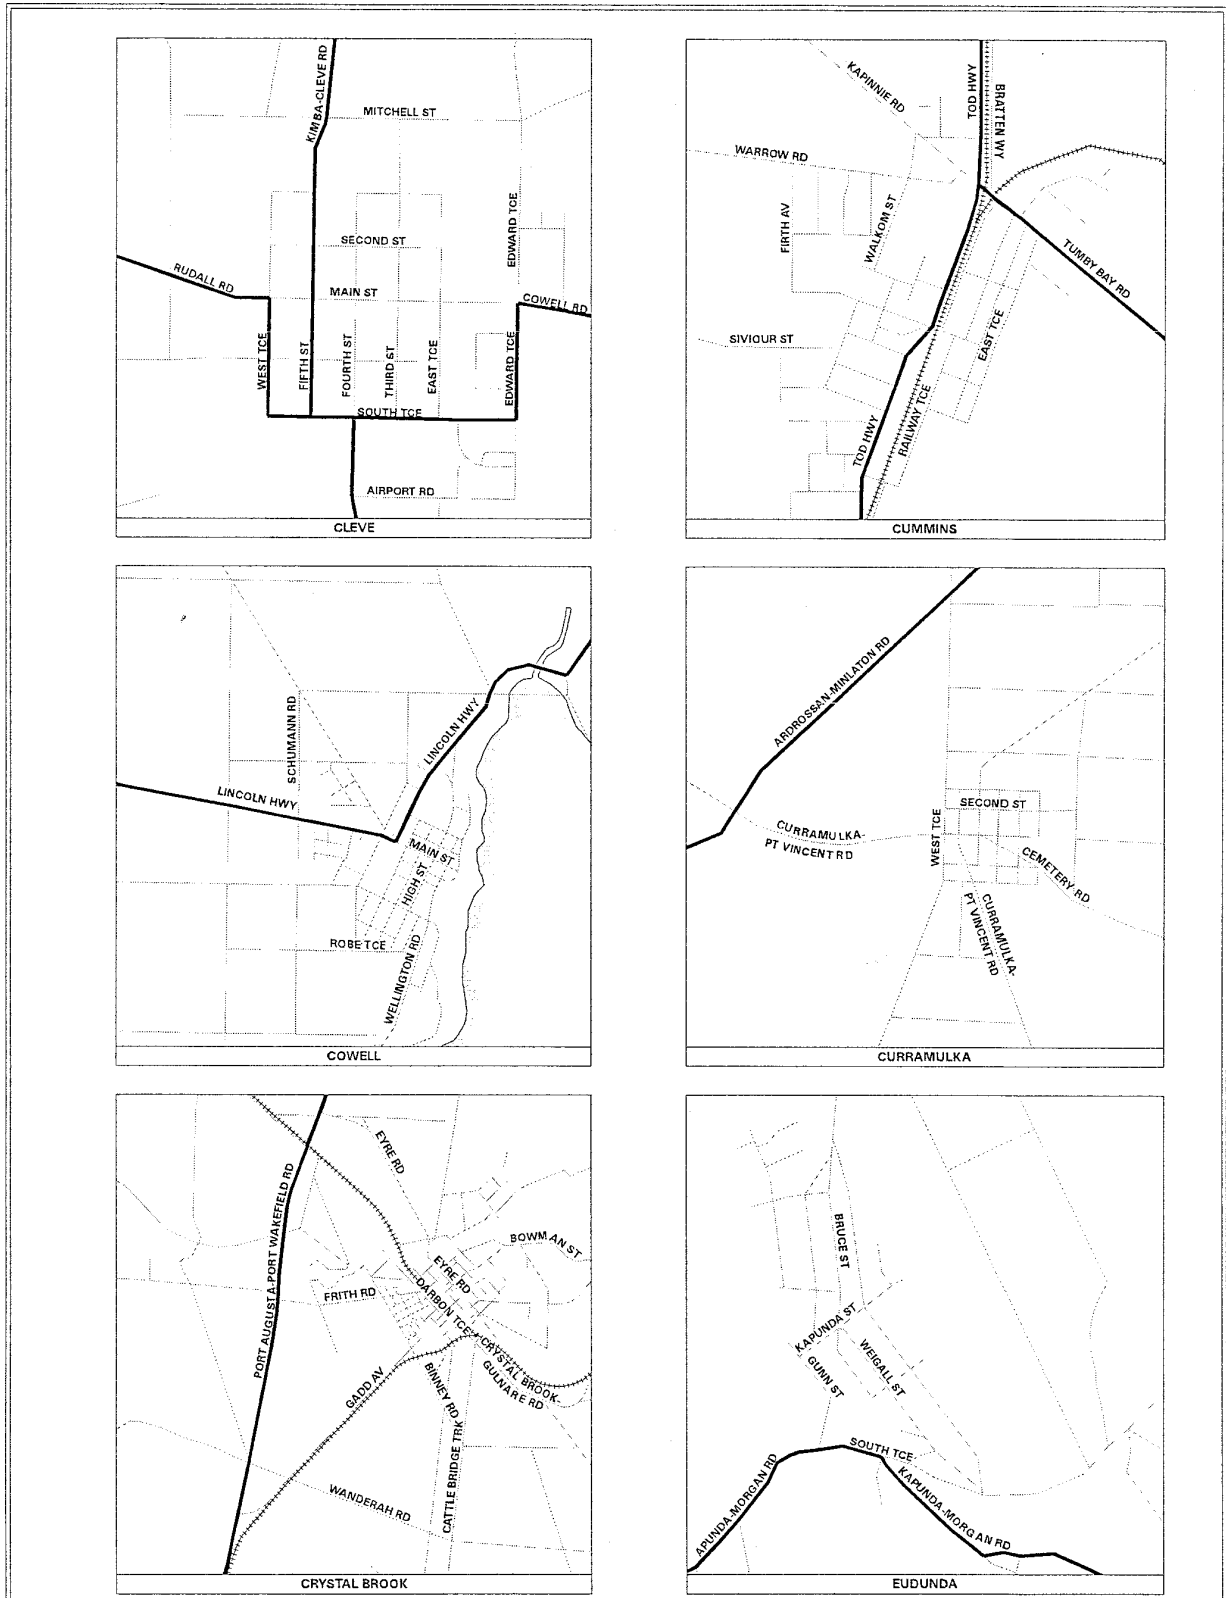 KIMBA-CLEVE RD
MITCHELL ST
SECOND ST
EDWARD TCE
RUDALL RD
MAIN ST
COWELL RD
WEST TCE
FIFTH ST
FOURTH ST
THIRD ST
EAST TCE
EDWARD TCE
SOUTH TCE
AIRPORT RD
CLEVE
KAPINNIE RD
TOD HWY
BRATTEN WY
WARROW RD
FIRTH AV
WALKOM ST
TUMBY BAY RD
SIVIOUR ST
EAST TCE
RAILWAY TCE
TOD HWY
CUMMINS
SCHUMANN RD
LINCOLN HWY
LINCOLN HWY
MAIN ST
HIGH ST
ROBE TCE
WELLINGTON RD
COWELL
ARDROSSAN-MINLATON RD
SECOND ST
CURRAMULKA-
PT VINCENT RD
WEST TCE
CEMETERY RD
CURRAMULKA-
PT VINCENT RD
CURRAMULKA
EYRE RD
PORT AUGUSTA-PORT WAKEFIELD RD
BOWMAN ST
EYRE RD
FRITH RD
DARBON TCE
CRYSTAL BROOK-
GULNARE RD
GADD AV
BINNEY RD
CATTLE BRIDGE TRK
WANDERAH RD
CRYSTAL BROOK
BRUCE ST
KAPUNDA ST
WEIGALL ST
GUNN ST
SOUTH TCE
APUNDA-MORGAN RD
KAPUNDA-MORGAN RD
EUDUNDA